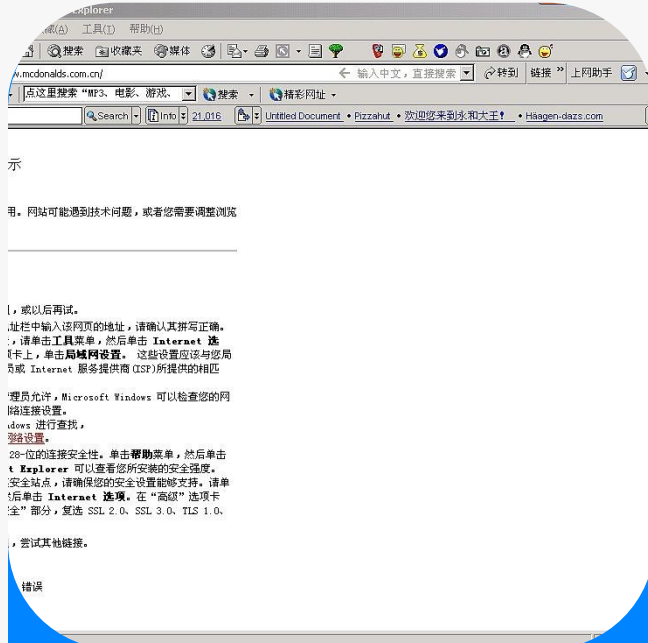 xplorer
藏(A) 工具(T) 帮助(H)
搜索 收藏夹 媒体
w.mcdonalds.com.cn/ 输入中文,直接搜索 转到 链接 » 上网助手
点这里搜索 “MP3、电影、游戏、 搜索 精彩网址
Search Info 21,016 Untitled Document • Pizzahut • 欢迎您来到永和大王! • Häagen-dazs.com
示
用。网站可能遇到技术问题,或者您需要调整浏览
,或以后再试。
址栏中输入该网页的地址,请确认其拼写正确。
,请单击工具菜单,然后单击 Internet 选
项卡上,单击局域网设置。 这些设置应该与您局
员或 Internet 服务提供商(ISP)所提供的相匹
管理员允许,Microsoft Windows 可以检查您的网
络连接设置。
dows 进行查找,
网络设置。
28-位的连接安全性。单击帮助菜单,然后单击
t Explorer 可以查看您所安装的安全强度。
安全站点,请确保您的安全设置能够支持。请单
然后单击 Internet 选项。在“高级”选项卡
全”部分,复选 SSL 2.0、SSL 3.0、TLS 1.0、
,尝试其他链接。
错误